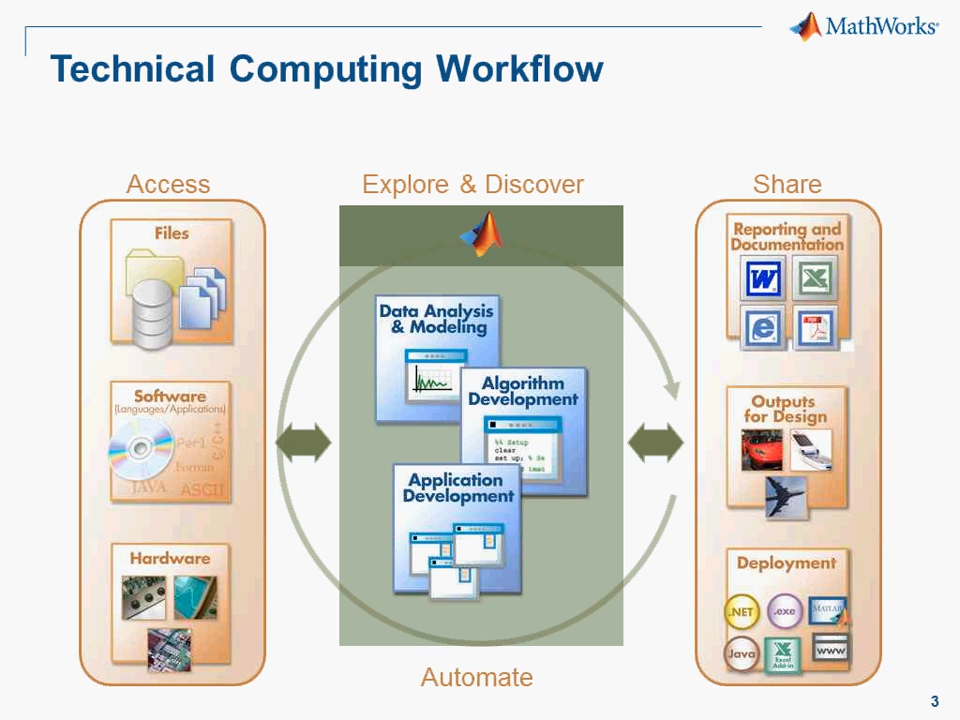 MathWorks®
Technical Computing Workflow
Access
Files
Software
(Languages/Applications)
Perl
C/C++
Fortran
JAVA
ASCII
Hardware
Explore & Discover
Data Analysis
& Modeling
Algorithm
Development
%% Setup
clear
Application
Development
Automate
Share
Reporting and
Documentation
W
X
e
PDF
Outputs
for Design
Deployment
.NET
.exe
MATLAB
Java
Excel
Add-in
www
3